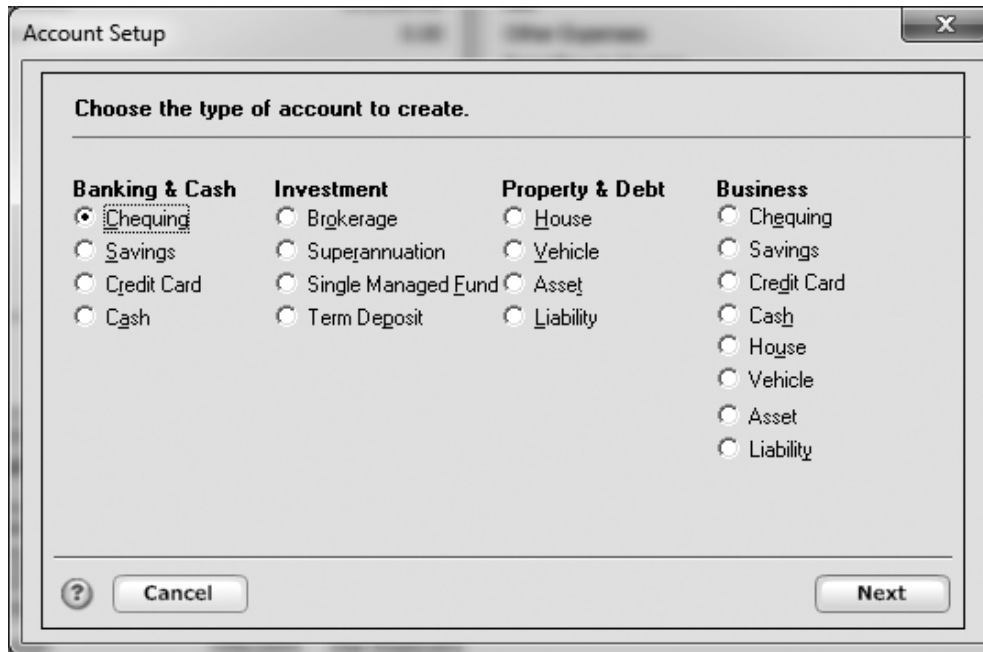 Account Setup
Other Expenses
Choose the type of account to create.
Banking & Cash
Chequing
Savings
Credit Card
Cash
Investment
Brokerage
Superannuation
Single Managed Fund
Term Deposit
Property & Debt
House
Vehicle
Asset
Liability
Business
Chequing
Savings
Credit Card
Cash
House
Vehicle
Asset
Liability
? Cancel
Next